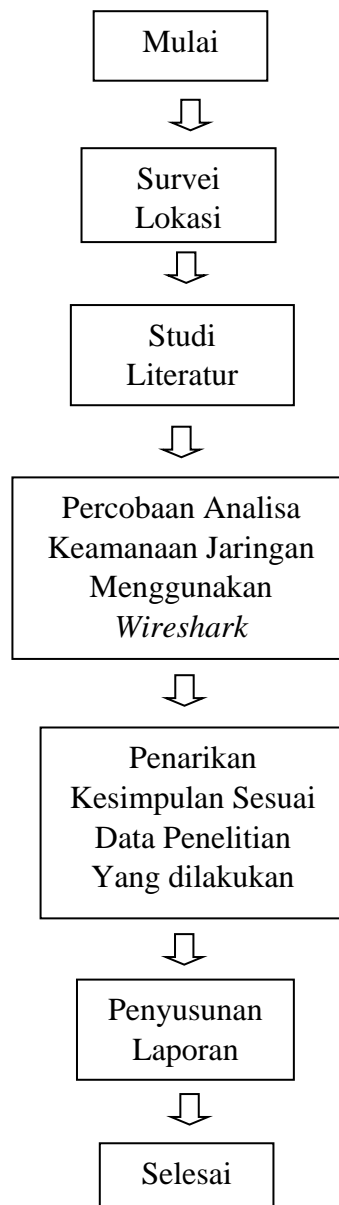 Mulai
Survei
Lokasi
Studi
Literatur
Percobaan Analisa
Keamanaan Jaringan
Menggunakan
Wireshark
Penarikan
Kesimpulan Sesuai
Data Penelitian
Yang dilakukan
Penyusunan
Laporan
Selesai